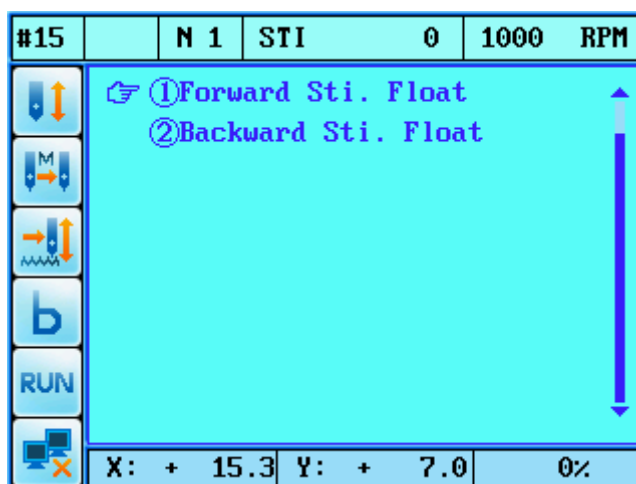 #15 N 1 STI 0 1000 RPM
①Forward Sti. Float
②Backward Sti. Float
M
b
RUN
X: + 15.3 Y: + 7.0 0%